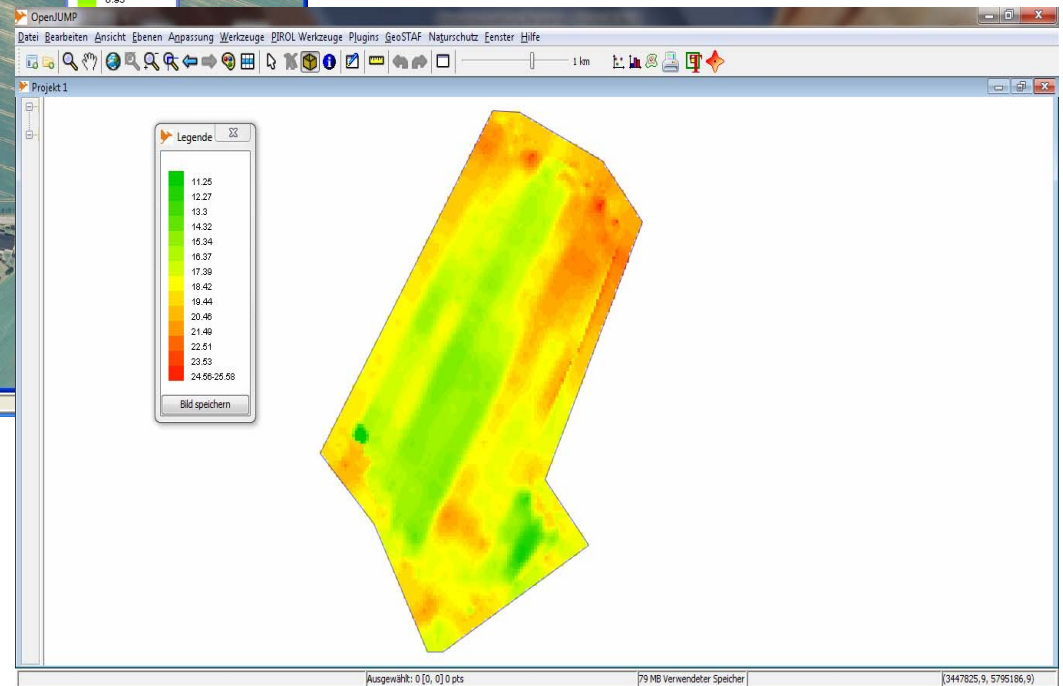 0.95
OpenJUMP
Datei Bearbeiten Ansicht Ebenen Anpassung Werkzeuge PIROL Werkzeuge Plugins GeoSTAF Naturschutz Fenster Hilfe
1 km
Projekt 1
Legende
11.25
12.27
13.3
14.32
15.34
16.37
17.39
18.42
19.44
20.46
21.49
22.51
23.53
24.56-25.58
Bild speichern
Ausgewählt: 0 [0, 0] 0 pts
79 MB Verwendeter Speicher
(3447825,9, 5795186,9)